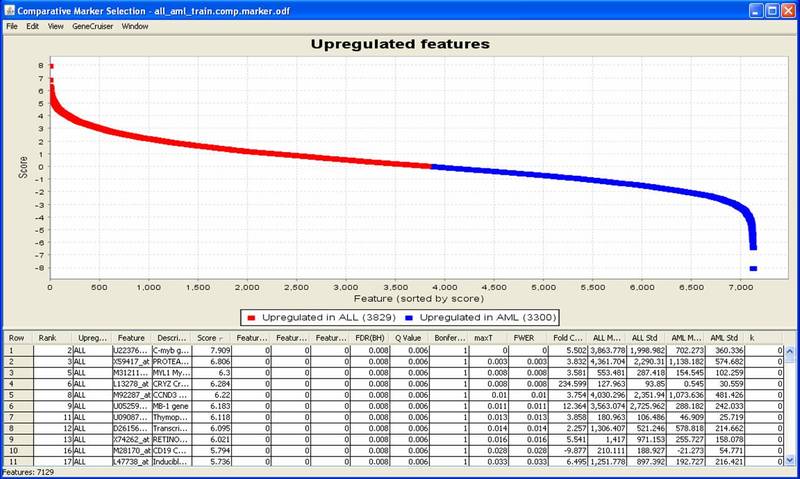 Comparative Marker Selection - all_aml_train.comp.marker.odf
File Edit View GeneCruiser Window
Upregulated features
Score
8
7
6
5
4
3
2
1
0
-1
-2
-3
-4
-5
-6
-7
-8
0 500 1,000 1,500 2,000 2,500 3,000 3,500 4,000 4,500 5,000 5,500 6,000 6,500 7,000
Feature (sorted by score)
Upregulated in ALL (3829) Upregulated in AML (3300)
Row Rank Upreg... Feature Descri... Score Featur... Featur... Featur... FDR(BH) Q Value Bonfer... maxT FWER Fold C... ALL M... ALL Std AML M... AML Std k
1 2 ALL U22376... C-myb g... 7.909 0 0 0 0.008 0.006 1 0 0 5.502 3,863.778 1,998.982 702.273 360.336 0
2 3 ALL X59417_at PROTEA... 6.806 0 0 0 0.008 0.006 1 0.003 0.003 3.832 4,361.704 2,290.31 1,138.182 574.682 0
3 5 ALL M31211... MYL1 My... 6.3 0 0 0 0.008 0.006 1 0.008 0.008 3.581 553.481 287.418 154.545 102.259 0
4 6 ALL L13278_at CRYZ Cr... 6.284 0 0 0 0.008 0.006 1 0.008 0.008 234.599 127.963 93.85 0.545 30.559 0
5 8 ALL M92287_at CCND3 ... 6.22 0 0 0 0.008 0.006 1 0.01 0.01 3.754 4,030.296 2,351.94 1,073.636 481.426 0
6 9 ALL U05259... MB-1 gene 6.183 0 0 0 0.008 0.006 1 0.011 0.011 12.364 3,563.074 2,725.962 288.182 242.033 0
7 11 ALL U09087... Thymop... 6.118 0 0 0 0.008 0.006 1 0.013 0.013 3.858 180.963 106.486 46.909 25.719 0
8 12 ALL D26156... Transcri... 6.095 0 0 0 0.008 0.006 1 0.014 0.014 2.257 1,306.407 521.246 578.818 214.662 0
9 13 ALL X74262_at RETINO... 6.021 0 0 0 0.008 0.006 1 0.016 0.016 5.541 1,417 971.153 255.727 158.078 0
10 16 ALL M28170_at CD19 C... 5.794 0 0 0 0.008 0.006 1 0.028 0.028 -9.877 210.111 188.927 -21.273 54.771 0
11 17 ALL L47738_at Inducibl... 5.736 0 0 0 0.008 0.006 1 0.033 0.033 6.495 1,251.778 897.392 192.727 216.421 0
Features: 7129